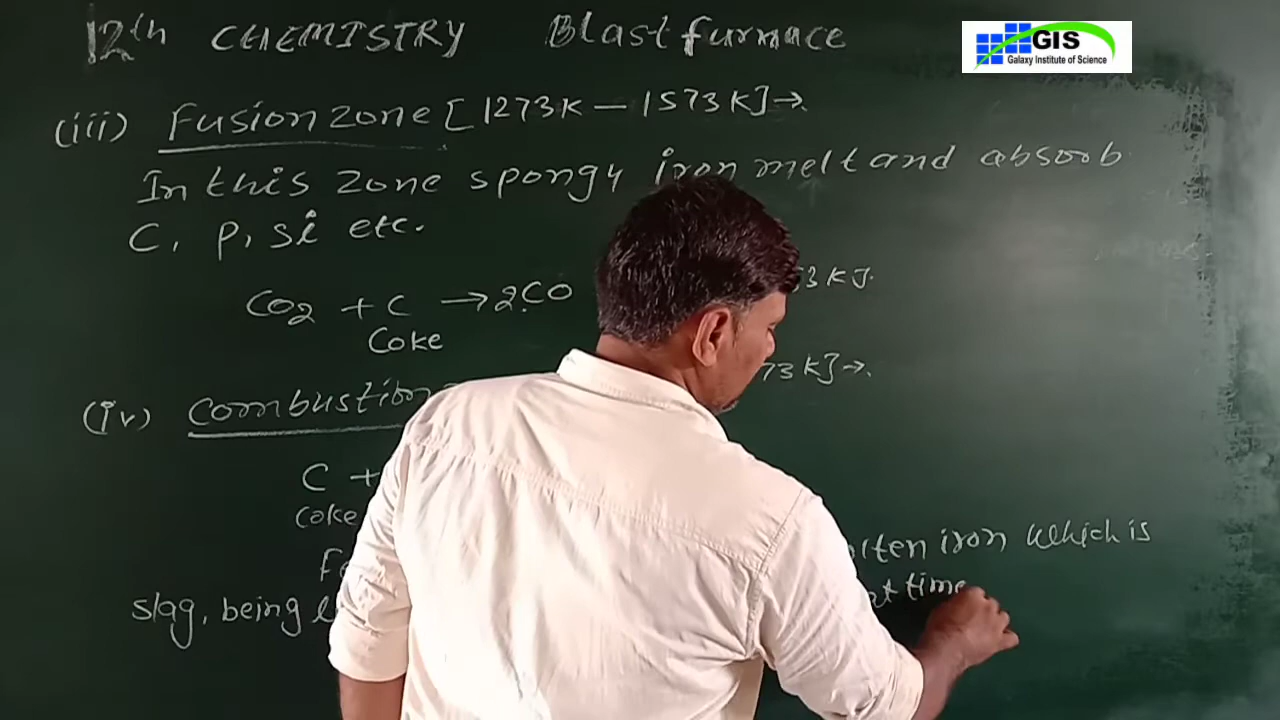 12th CHEMISTRY Blast furnace
GIS
Galaxy Institute of Science
(iii) Fusion zone [1273K — 1573K] →
In this zone spongy iron melt and absorb
C, P, Si etc.
CO2 + C → 2CO 3 KJ.
Coke
(iv) Combustion 73 K] →
C +
Coke
iron which is
slag, being at time